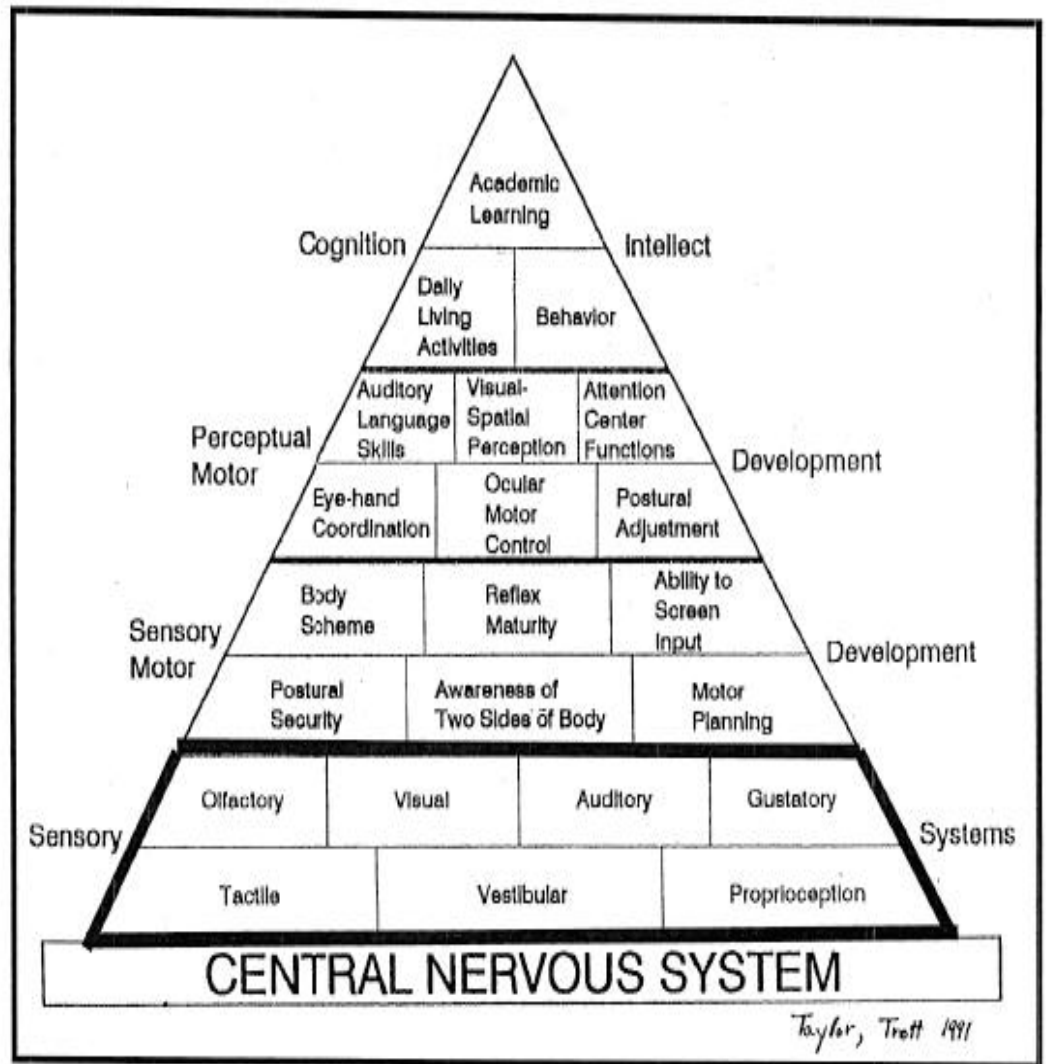 Academic
Learning
Cognition
Intellect
Daily
Living
Activities
Behavior
Auditory
Language
Skills
Visual-
Spatial
Perception
Attention
Center
Functions
Perceptual
Motor
Development
Eye-hand
Coordination
Ocular
Motor
Control
Postural
Adjustment
Body
Scheme
Reflex
Maturity
Ability to
Screen
Input
Sensory
Motor
Development
Postural
Security
Awareness of
Two Sides of Body
Motor
Planning
Olfactory
Visual
Auditory
Gustatory
Sensory
Systems
Tactile
Vestibular
Proprioception
CENTRAL NERVOUS SYSTEM
Taylor, Trott 1991